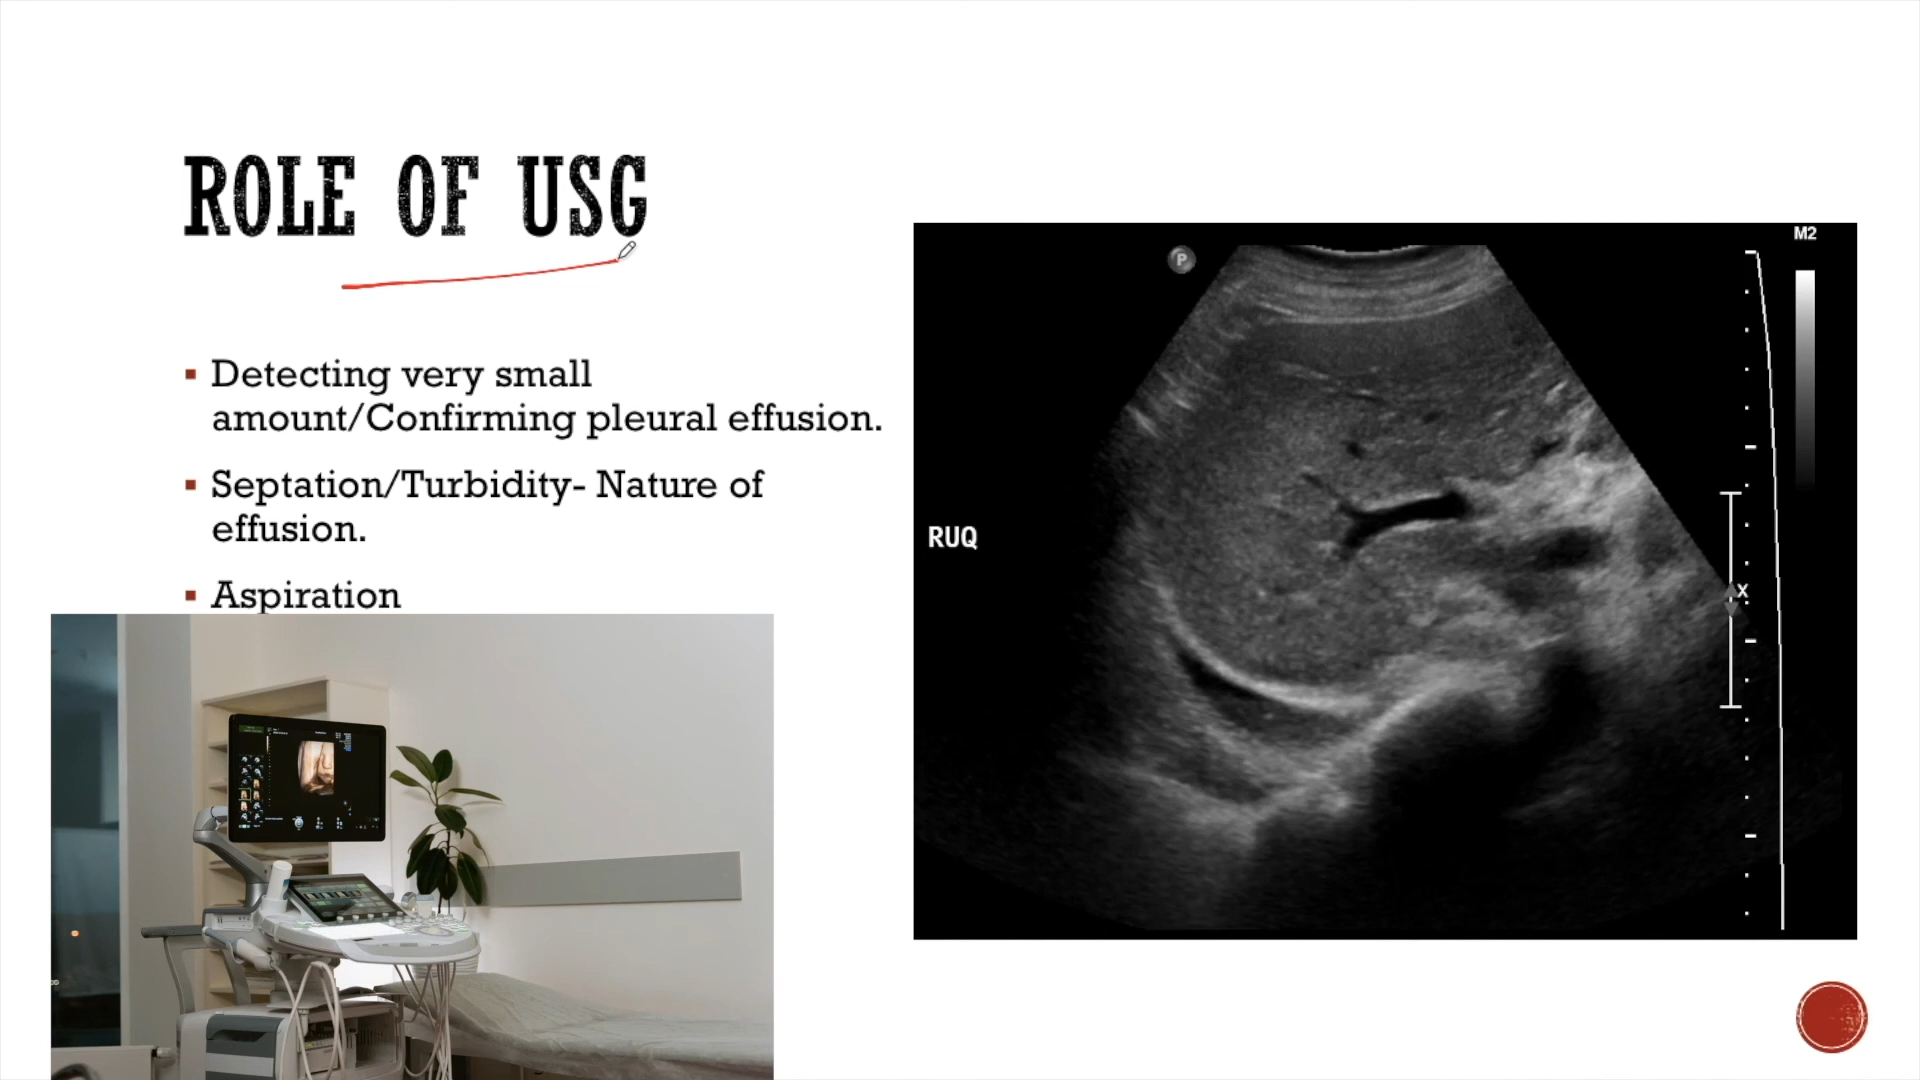 ROLE OF USG
▪ Detecting very small
amount/Confirming pleural effusion.
▪ Septation/Turbidity- Nature of
effusion.
▪ Aspiration
M2
P
RUQ
X